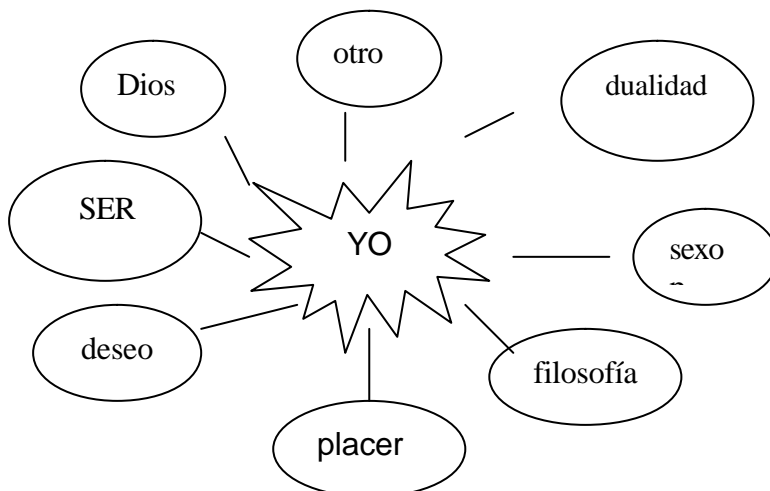 otro
Dios
dualidad
SER
YO
sexo
deseo
filosofía
placer